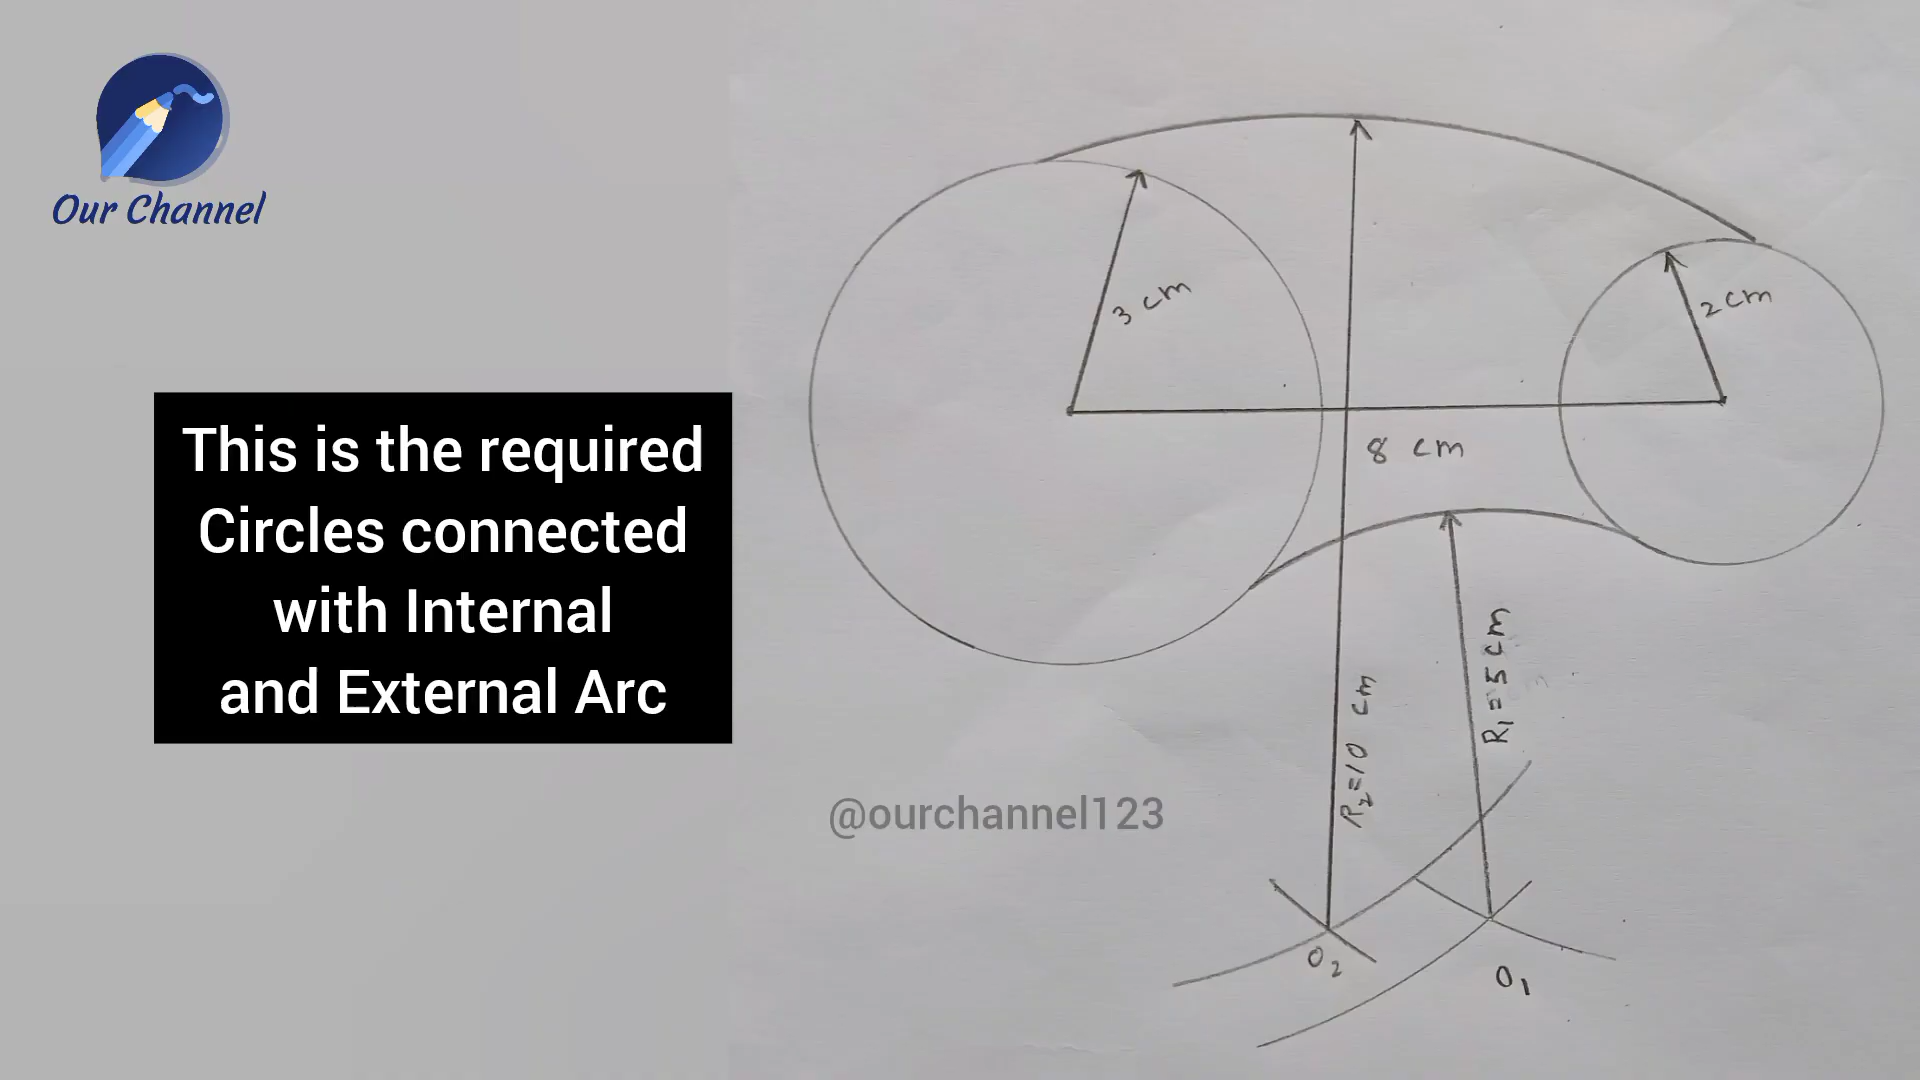 Our Channel
This is the required
Circles connected
with Internal
and External Arc
3 cm
2 cm
8 cm
R₁=5 cm
R₂=10 cm
@ourchannel123
O₂
O₁